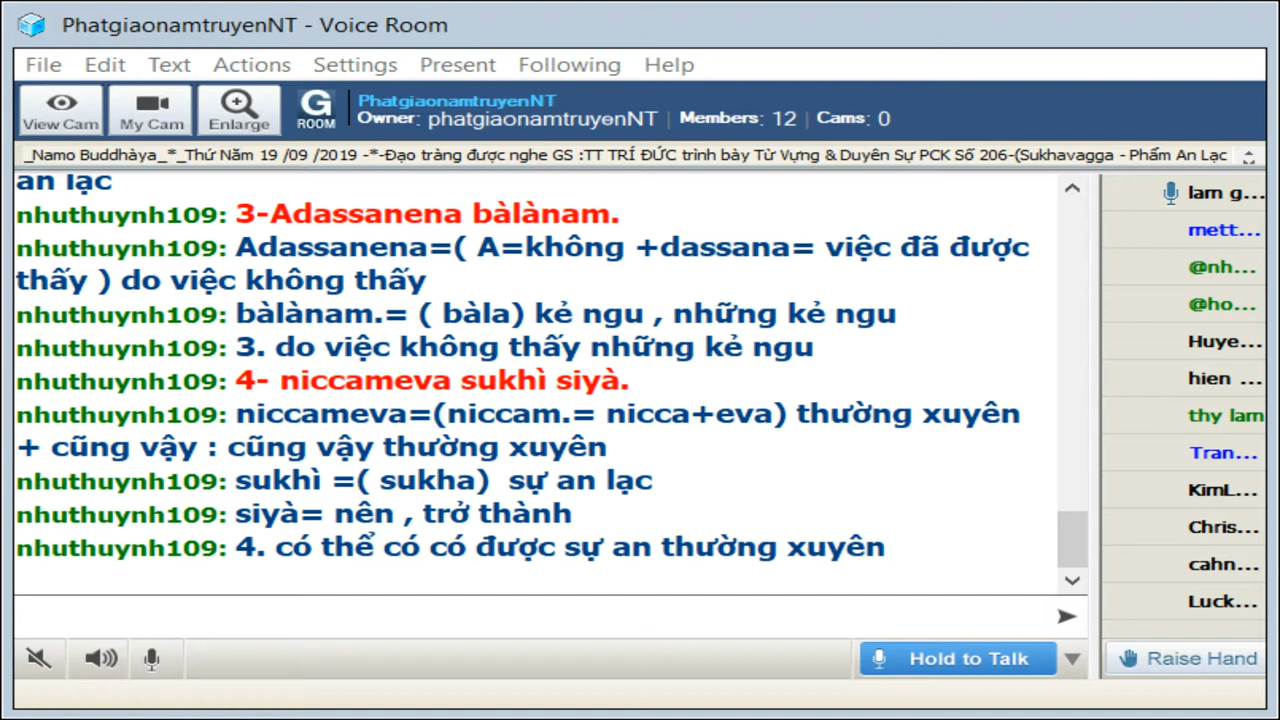 PhatgiaonamtruyenNT - Voice Room
File Edit Text Actions Settings Present Following Help
View Cam My Cam Enlarge G ROOM
PhatgiaonamtruyenNT
Owner: phatgiaonamtruyenNT | Members: 12 | Cams: 0
_Namo Buddhàya_*_Thứ Năm 19 /09 /2019 -*-Đạo tràng được nghe GS :TT TRÍ ĐỨC trình bày Từ Vựng & Duyên Sự PCK Số 206-(Sukhavagga - Phẩm An Lạc
an lạc
nhuthuynh109: 3-Adassanena bàlànam.
nhuthuynh109: Adassanena=( A=không +dassana= việc đã được
thấy ) do việc không thấy
nhuthuynh109: bàlànam.= ( bàla) kẻ ngu , những kẻ ngu
nhuthuynh109: 3. do việc không thấy những kẻ ngu
nhuthuynh109: 4- niccameva sukhì siyà.
nhuthuynh109: niccameva=(niccam.= nicca+eva) thường xuyên
+ cũng vậy : cũng vậy thường xuyên
nhuthuynh109: sukhì =( sukha) sự an lạc
nhuthuynh109: siyà= nên , trở thành
nhuthuynh109: 4. có thể có có được sự an thường xuyên
lam g...
mett...
@nh...
@ho...
Huye...
hien ...
thy lam
Tran...
KimL...
Chris...
cahn...
Luck...
Hold to Talk
Raise Hand